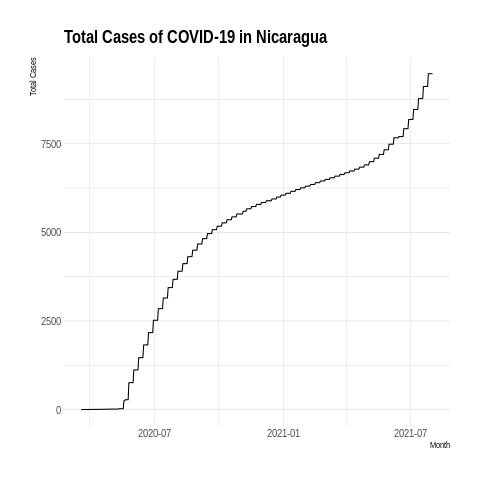 Total Cases of COVID-19 in Nicaragua
Total Cases
7500
5000
2500
0
2020-07 2021-01 2021-07
Month